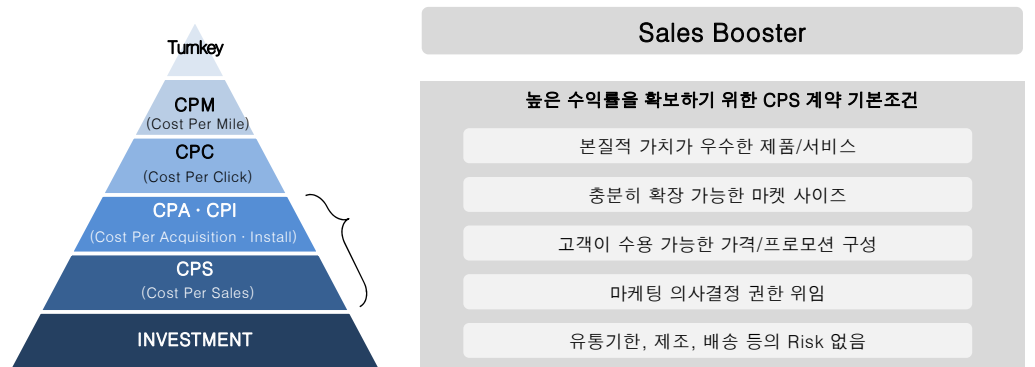 Turnkey
CPM
(Cost Per Mile)
CPC
(Cost Per Click)
CPA · CPI
(Cost Per Acquisition · Install)
CPS
(Cost Per Sales)
INVESTMENT
Sales Booster
높은 수익률을 확보하기 위한 CPS 계약 기본조건
본질적 가치가 우수한 제품/서비스
충분히 확장 가능한 마켓 사이즈
고객이 수용 가능한 가격/프로모션 구성
마케팅 의사결정 권한 위임
유통기한, 제조, 배송 등의 Risk 없음